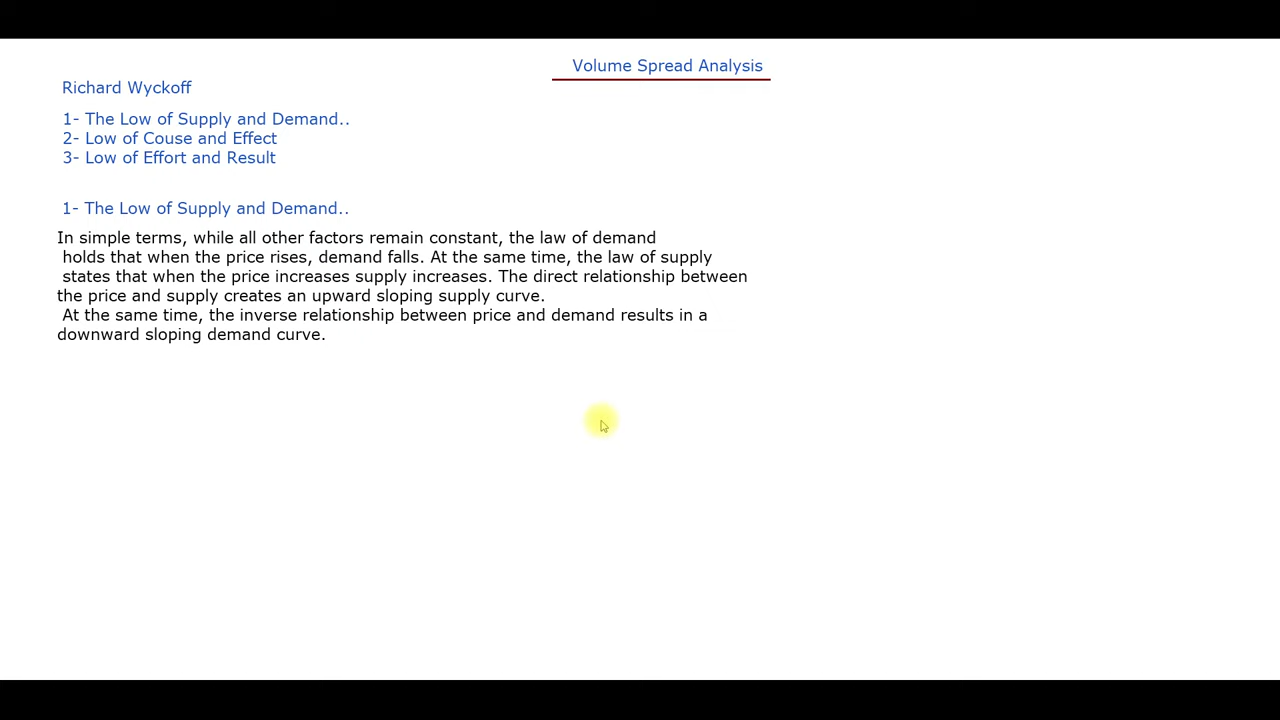 Volume Spread Analysis
Richard Wyckoff
1- The Low of Supply and Demand..
2- Low of Couse and Effect
3- Low of Effort and Result
1- The Low of Supply and Demand..
In simple terms, while all other factors remain constant, the law of demand
holds that when the price rises, demand falls. At the same time, the law of supply
states that when the price increases supply increases. The direct relationship between
the price and supply creates an upward sloping supply curve.
At the same time, the inverse relationship between price and demand results in a
downward sloping demand curve.